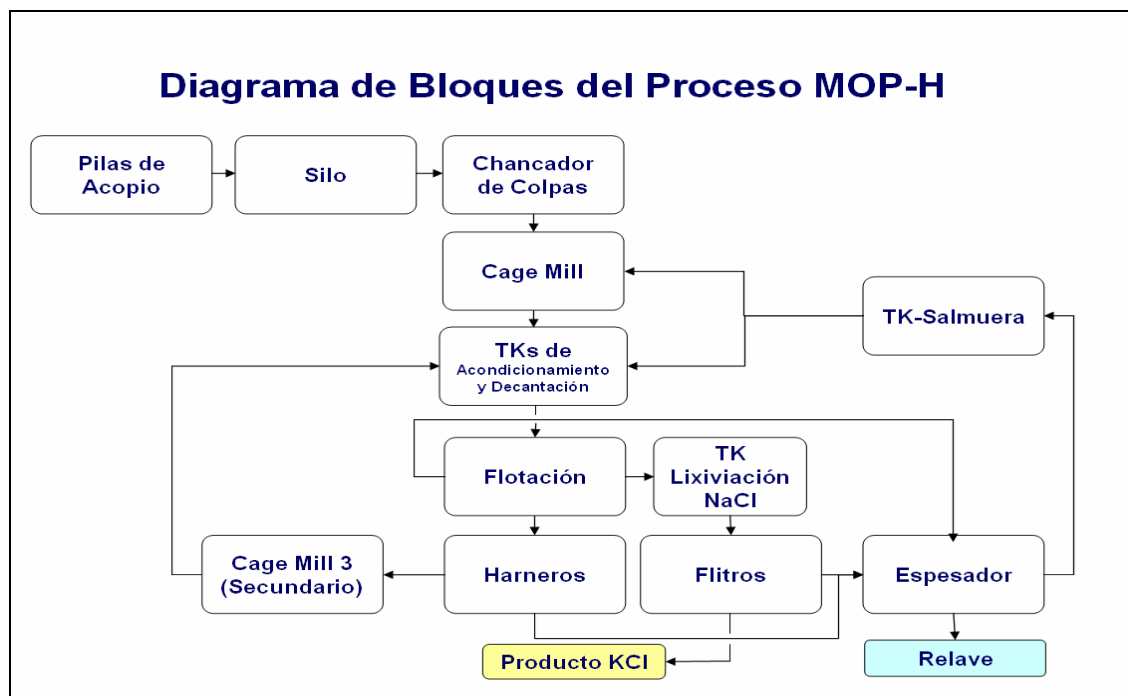 Diagrama de Bloques del Proceso MOP-H
Pilas de
Acopio
Silo
Chancador
de Colpas
Cage Mill
TK-Salmuera
TKs de
Acondicionamiento
y Decantación
Flotación
TK
Lixiviación
NaCl
Cage Mill 3
(Secundario)
Harneros
Flitros
Espesador
Producto KCl
Relave